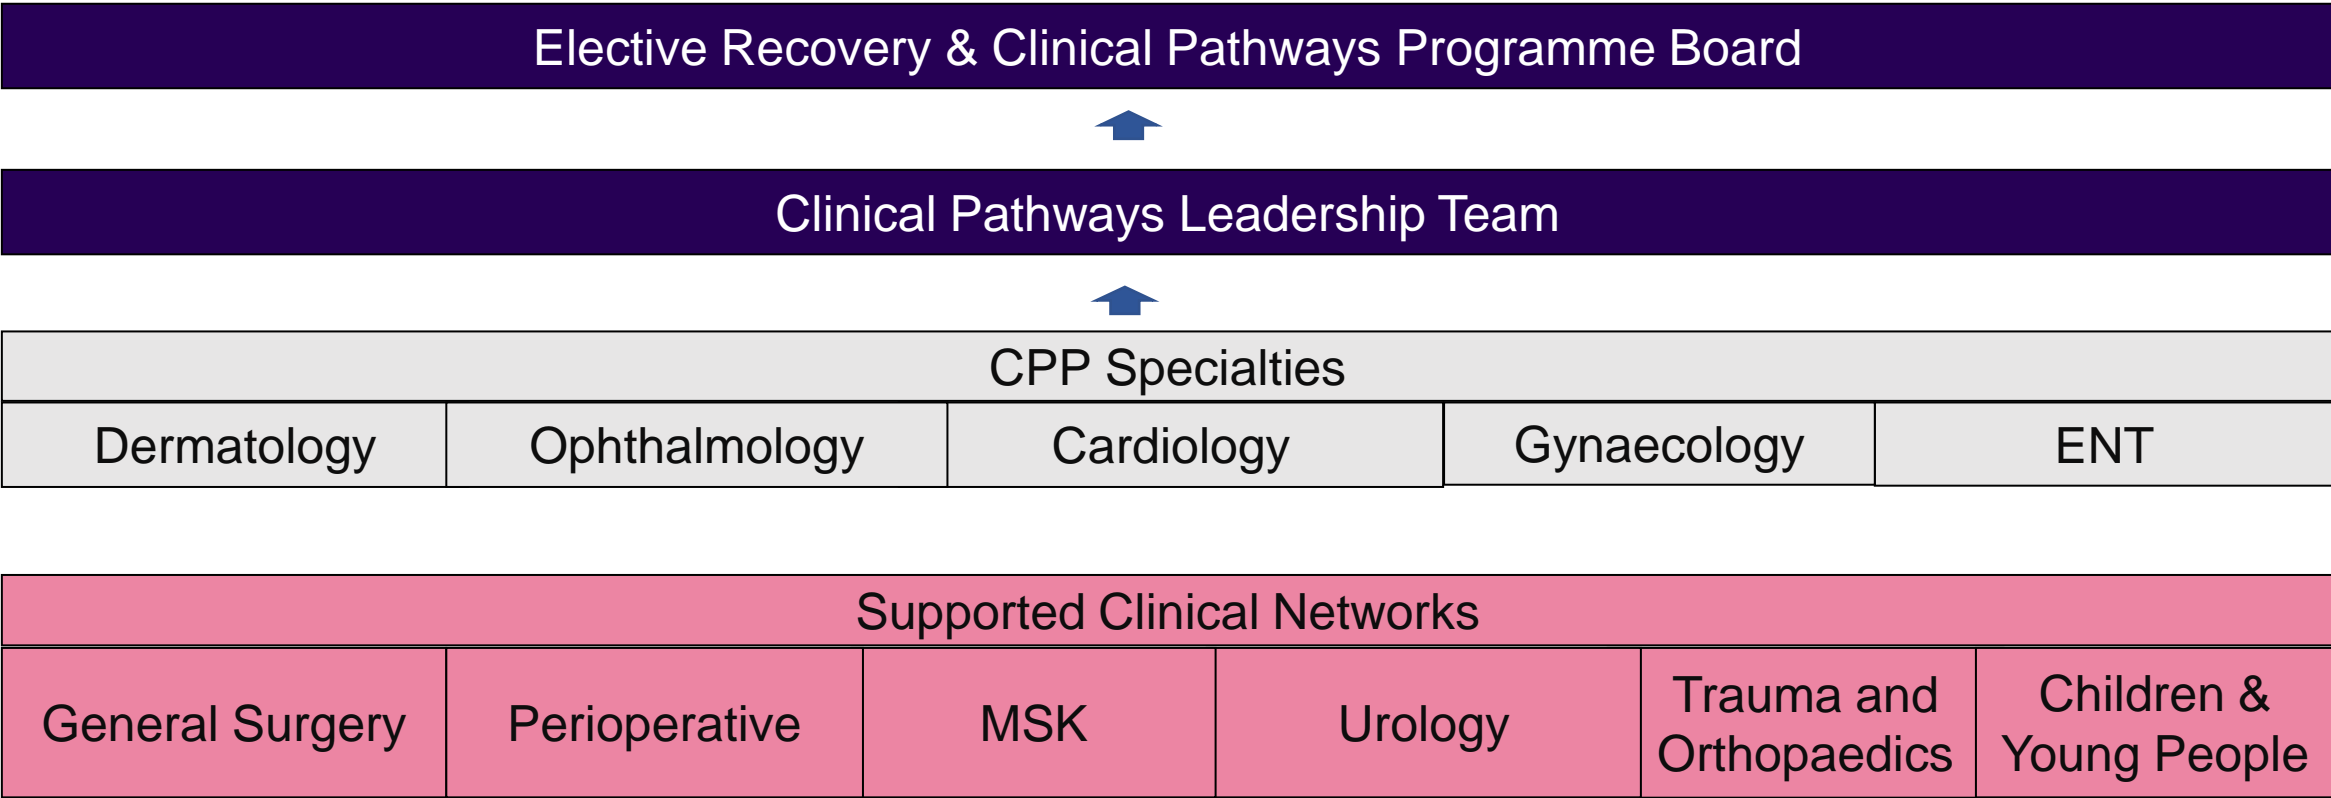 Elective Recovery & Clinical Pathways Programme Board
Clinical Pathways Leadership Team
CPP Specialties
Dermatology
Ophthalmology
Cardiology
Gynaecology
ENT
Supported Clinical Networks
General Surgery
Perioperative
MSK
Urology
Trauma and
Orthopaedics
Children &
Young People